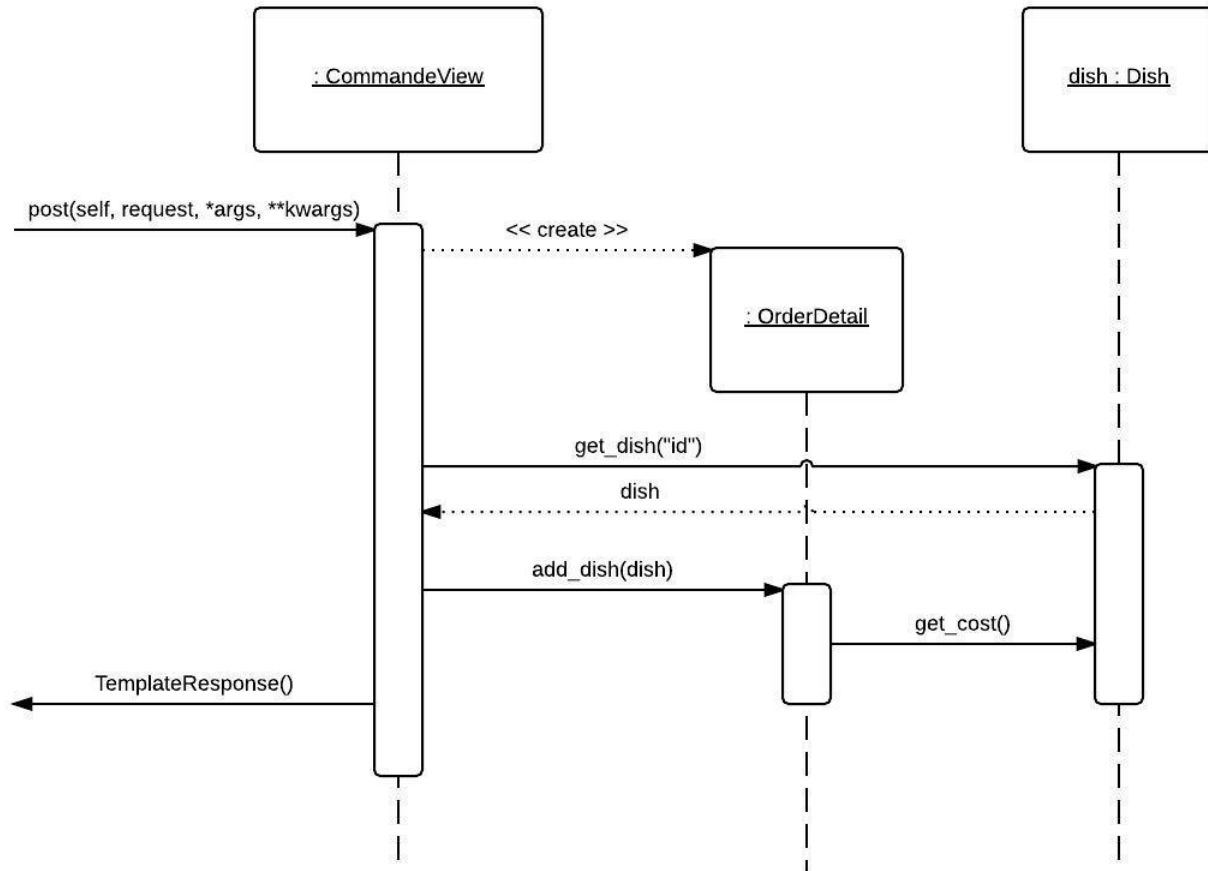 : CommandeView
dish : Dish
post(self, request, *args, **kwargs)
<< create >>
: OrderDetail
get_dish("id")
dish
add_dish(dish)
get_cost()
TemplateResponse()